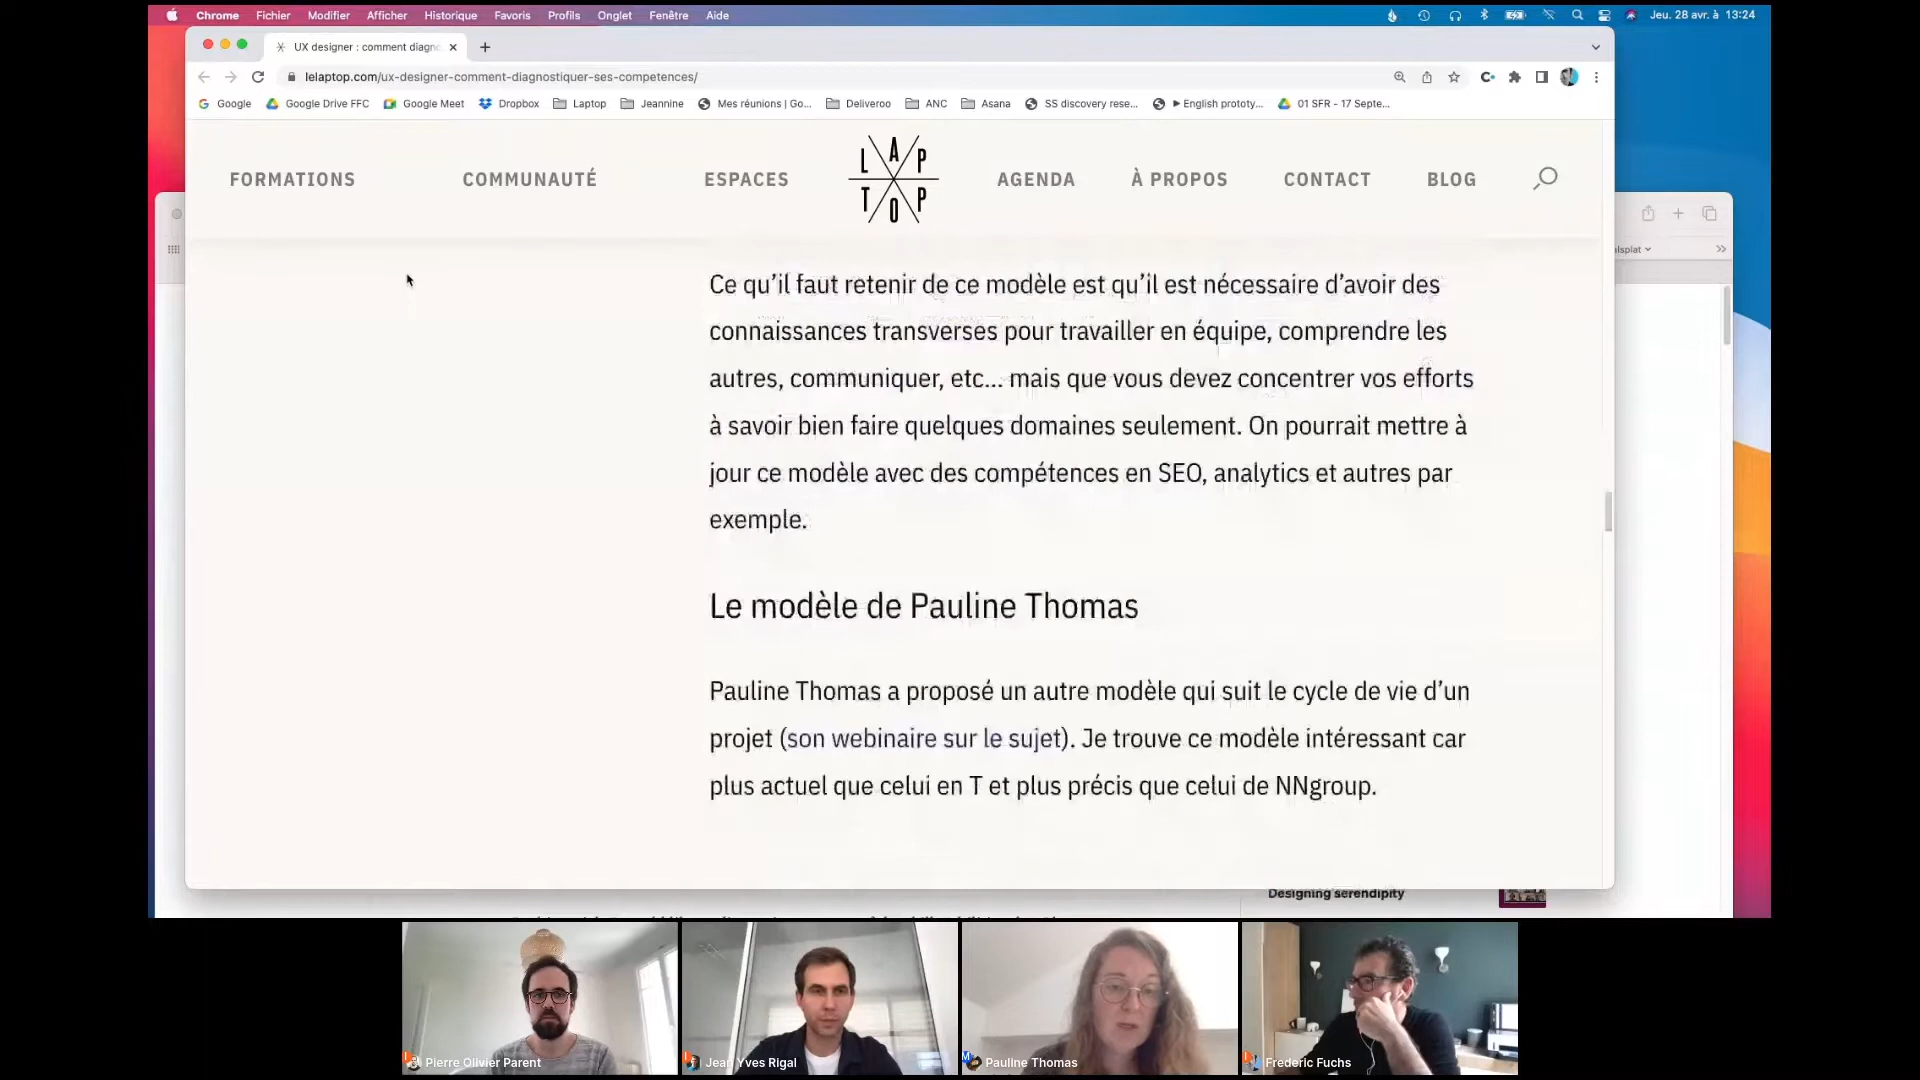 Chrome Fichier Modifier Afficher Historique Favoris Profils Onglet Fenêtre Aide
Jeu. 28 avr. à 13:24
UX designer : comment diagno
lelaptop.com/ux-designer-comment-diagnostiquer-ses-competences/
Google Google Drive FFC Google Meet Dropbox Laptop Jeannine Mes réunions | Go... Deliveroo ANC Asana SS discovery rese... English prototy... 01 SFR - 17 Septe...
FORMATIONS COMMUNAUTÉ ESPACES LAPTOP AGENDA À PROPOS CONTACT BLOG
alsplat
Ce qu’il faut retenir de ce modèle est qu’il est nécessaire d’avoir des
connaissances transverses pour travailler en équipe, comprendre les
autres, communiquer, etc… mais que vous devez concentrer vos efforts
à savoir bien faire quelques domaines seulement. On pourrait mettre à
jour ce modèle avec des compétences en SEO, analytics et autres par
exemple.
Le modèle de Pauline Thomas
Pauline Thomas a proposé un autre modèle qui suit le cycle de vie d’un
projet (son webinaire sur le sujet). Je trouve ce modèle intéressant car
plus actuel que celui en T et plus précis que celui de NNgroup.
Designing serendipity
Pierre Olivier Parent
Jean Yves Rigal
Pauline Thomas
Frederic Fuchs